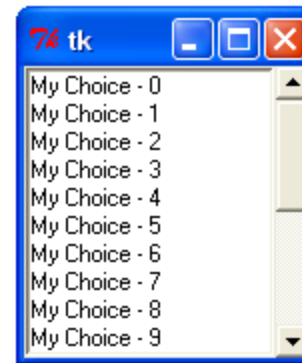 7k tk
My Choice - 0
My Choice - 1
My Choice - 2
My Choice - 3
My Choice - 4
My Choice - 5
My Choice - 6
My Choice - 7
My Choice - 8
My Choice - 9